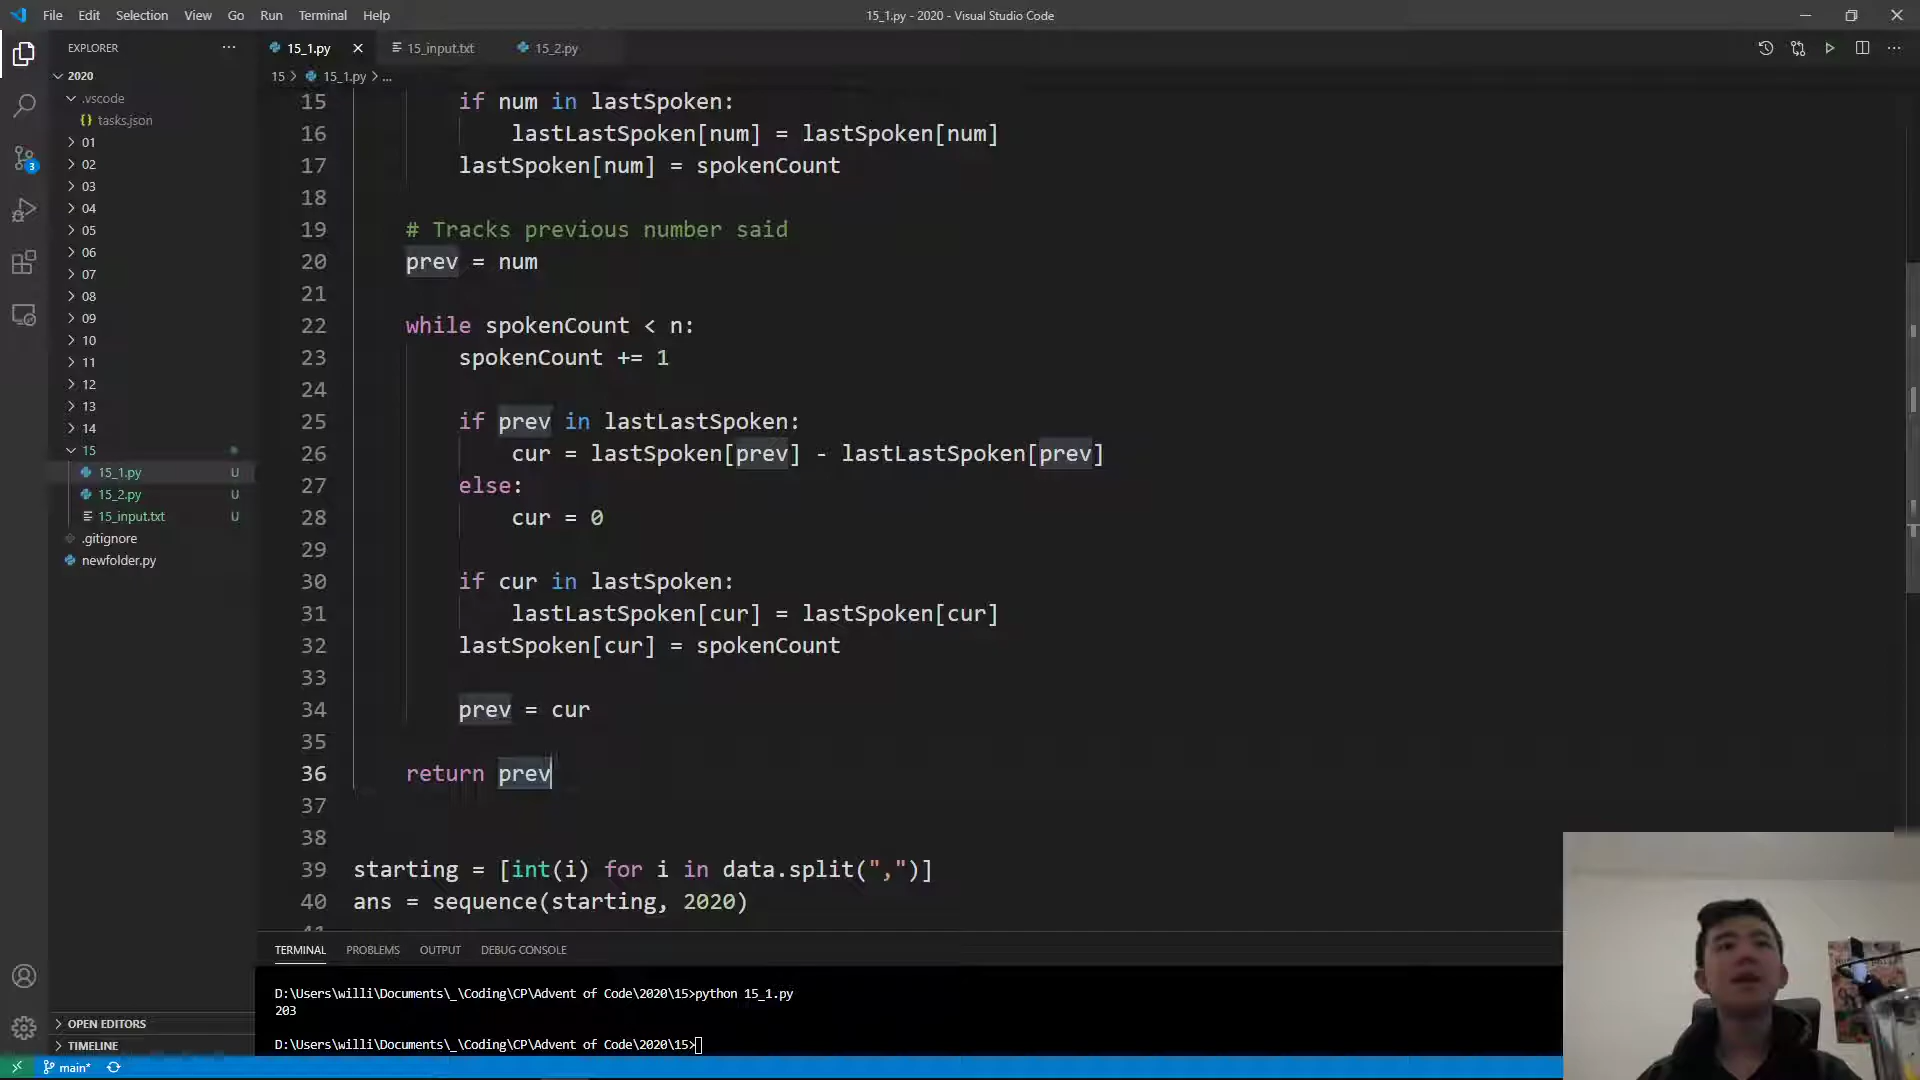 File Edit Selection View Go Run Terminal Help
15_1.py - 2020 - Visual Studio Code
EXPLORER
2020
.vscode
{} tasks.json
01
02
03
04
05
06
07
08
09
10
11
12
13
14
15
15_1.py U
15_2.py U
15_input.txt U
.gitignore
newfolder.py
OPEN EDITORS
TIMELINE
3
15_1.py 15_input.txt 15_2.py
15 > 15_1.py > ...
15 if num in lastSpoken:
16 lastLastSpoken[num] = lastSpoken[num]
17 lastSpoken[num] = spokenCount
18
19 # Tracks previous number said
20 prev = num
21
22 while spokenCount < n:
23 spokenCount += 1
24
25 if prev in lastLastSpoken:
26 cur = lastSpoken[prev] - lastLastSpoken[prev]
27 else:
28 cur = 0
29
30 if cur in lastSpoken:
31 lastLastSpoken[cur] = lastSpoken[cur]
32 lastSpoken[cur] = spokenCount
33
34 prev = cur
35
36 return prev
37
38
39 starting = [int(i) for i in data.split(",")]
40 ans = sequence(starting, 2020)
TERMINAL PROBLEMS OUTPUT DEBUG CONSOLE
D:\Users\willi\Documents\_\Coding\CP\Advent of Code\2020\15>python 15_1.py
203
D:\Users\willi\Documents\_\Coding\CP\Advent of Code\2020\15>
main*